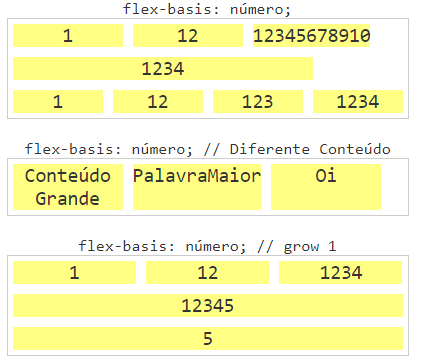 flex-basis: número;
1 12 12345678910
1234
1 12 123 1234
flex-basis: número; // Diferente Conteúdo
Conteúdo PalavraMaior Oi
Grande
flex-basis: número; // grow 1
1 12 1234
12345
5